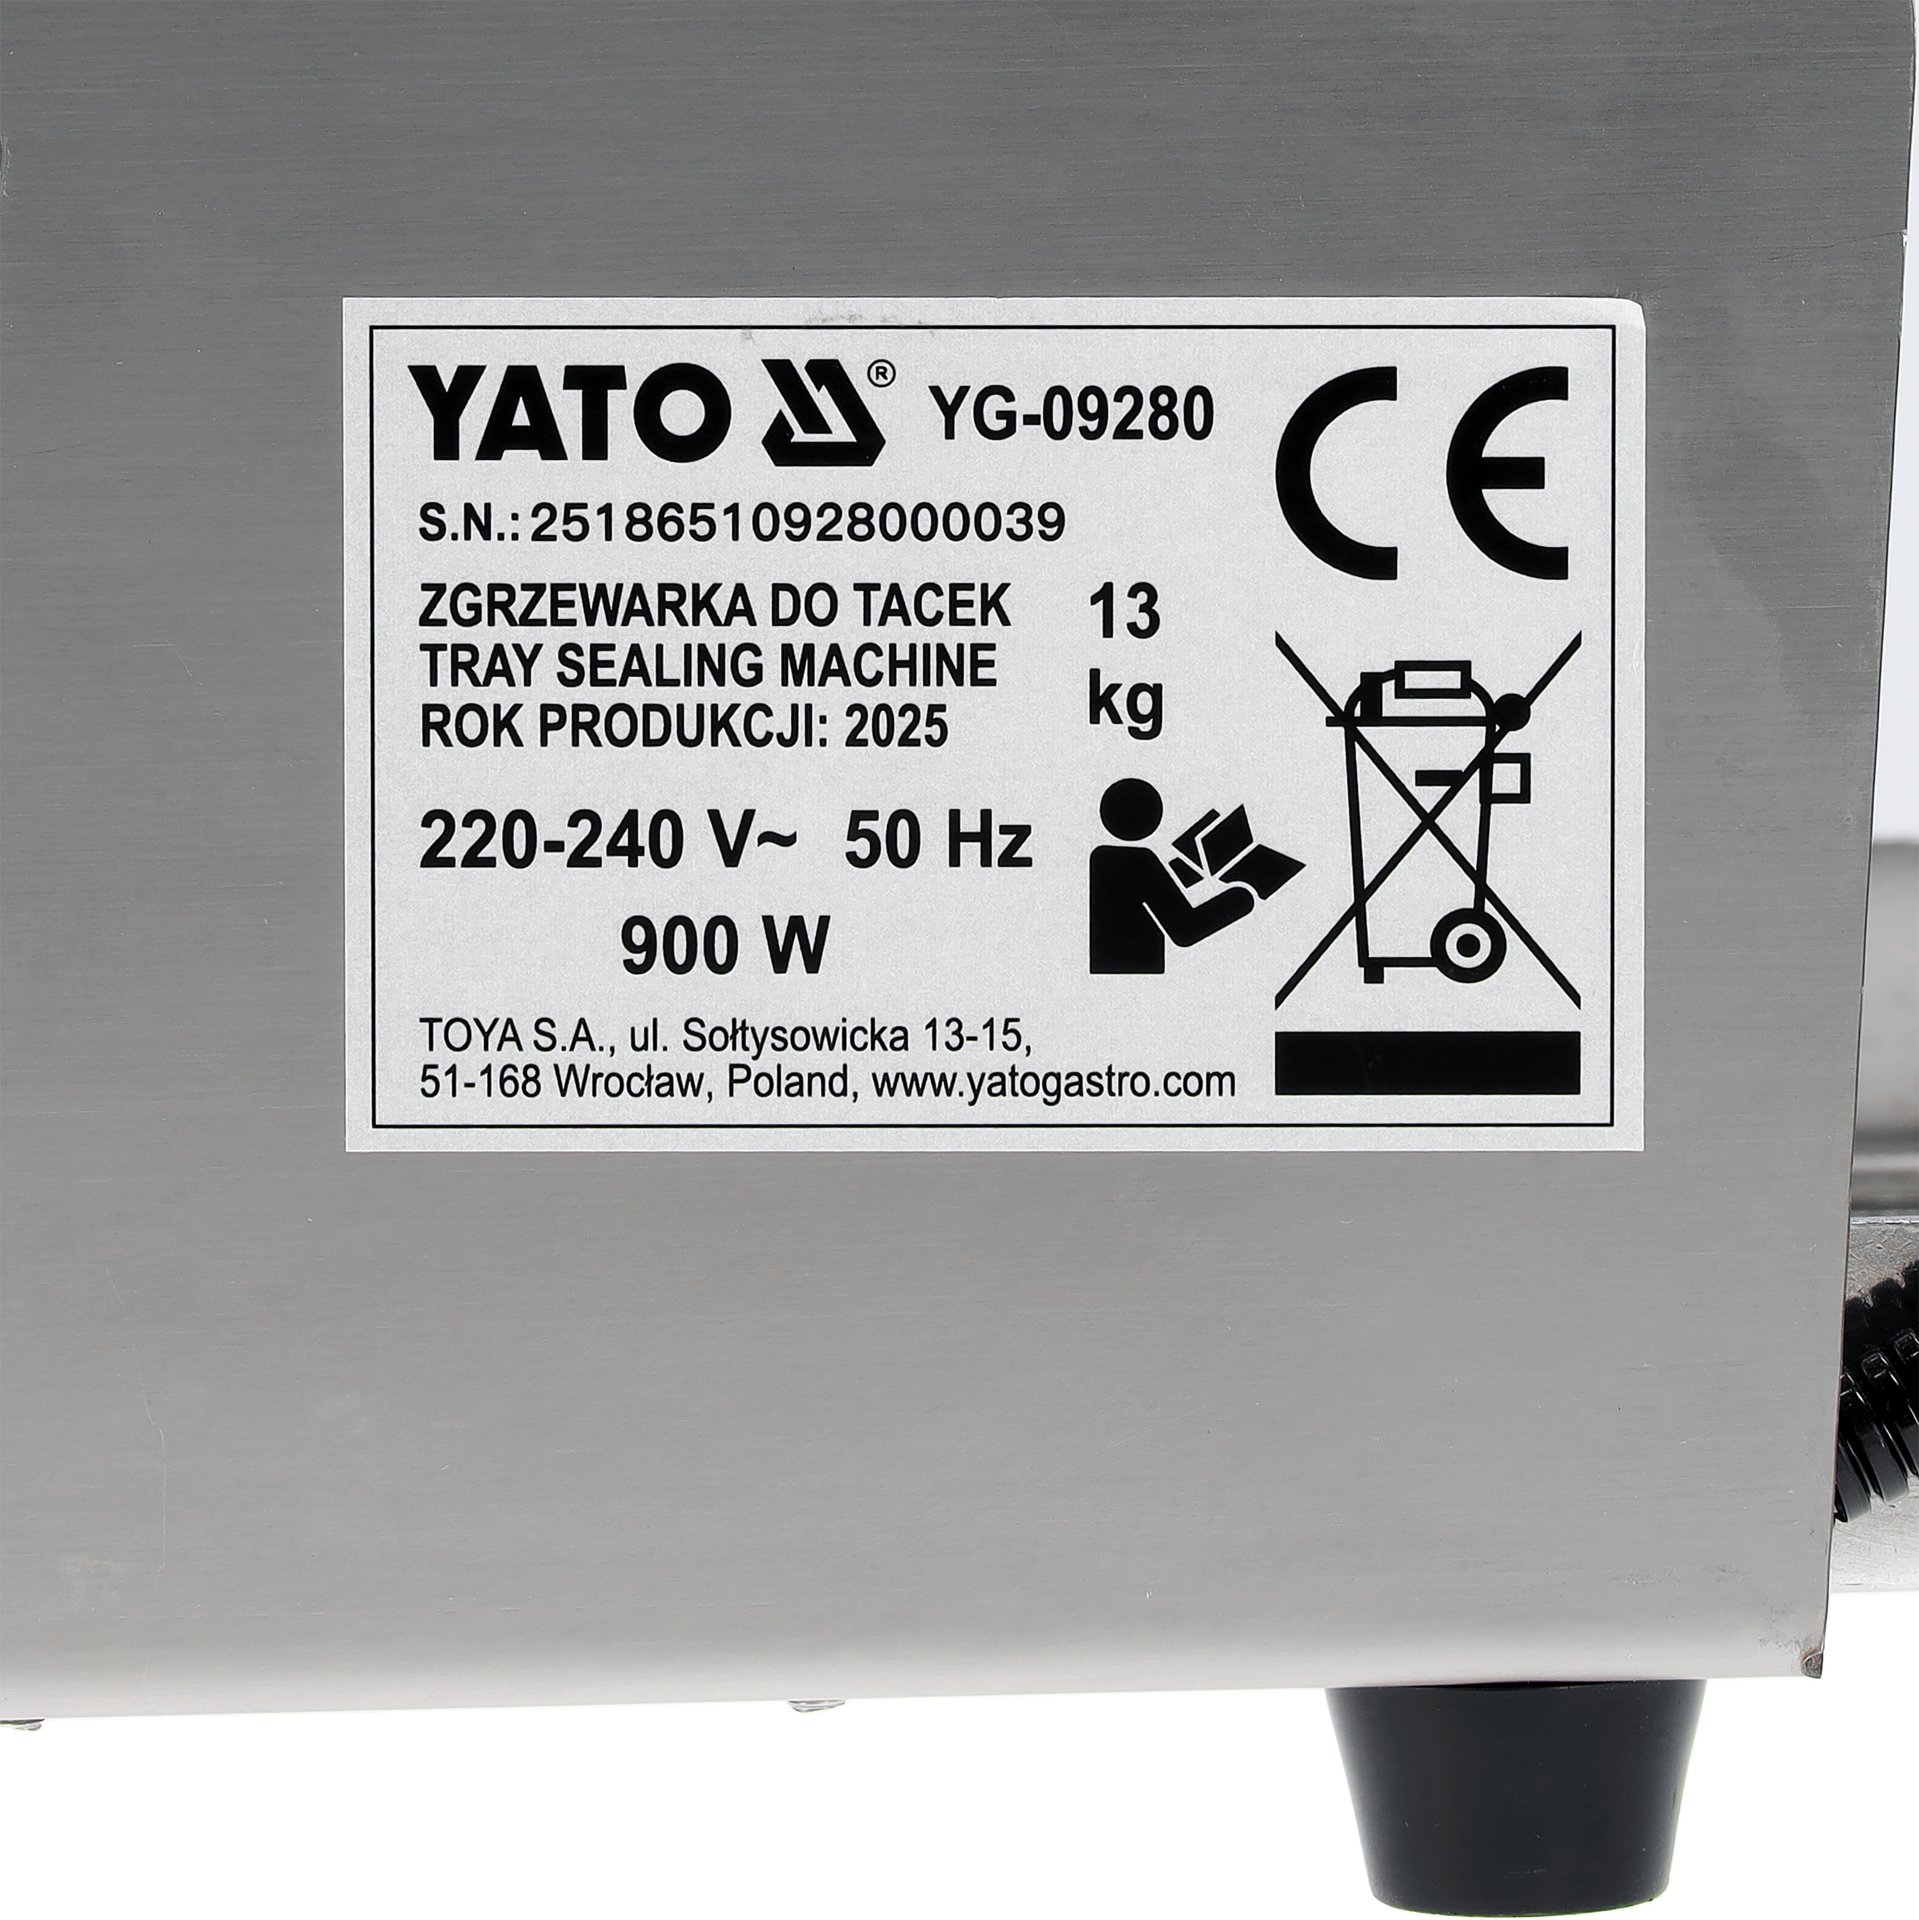 YATO ® YG-09280
S.N.: 25186510928000039
ZGRZEWARKA DO TACEK
TRAY SEALING MACHINE
ROK PRODUKCJI: 2025
13
kg
220-240 V~ 50 Hz
900 W
TOYA S.A., ul. Sołtysowicka 13-15,
51-168 Wrocław, Poland, www.yatogastro.com
CE